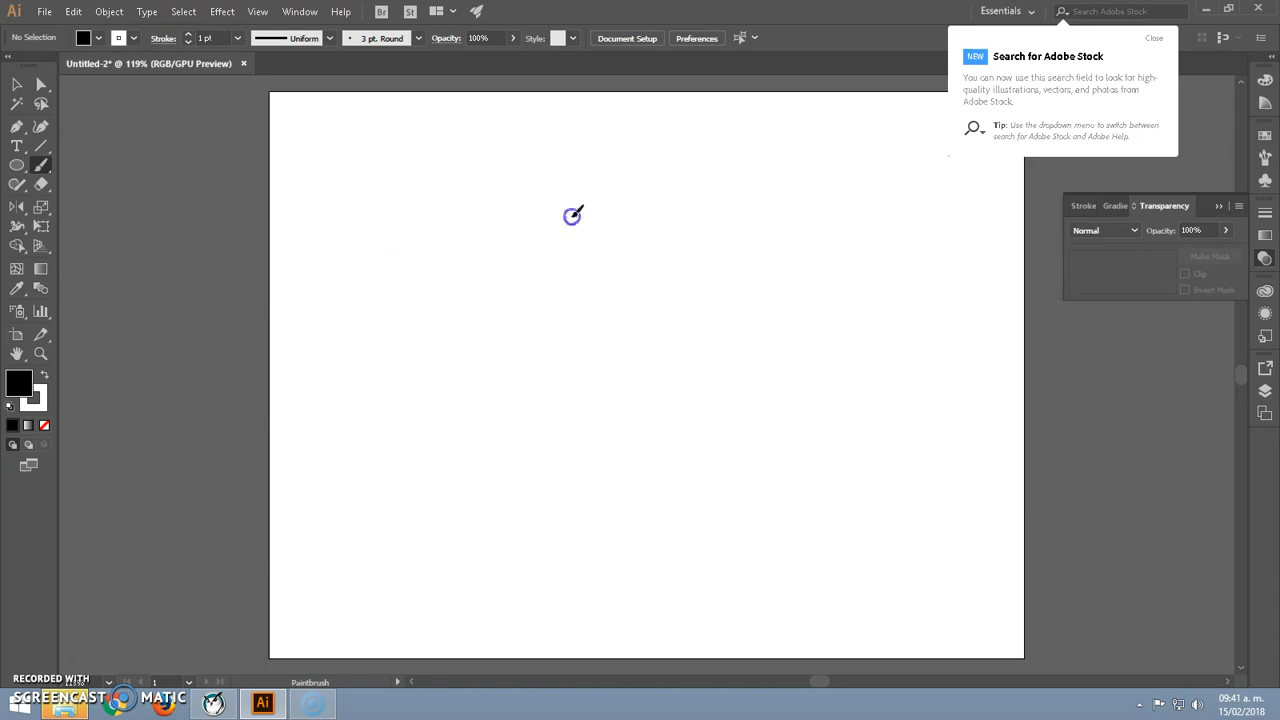 Ai File Edit Object Type Select Effect View Window Help Br St Essentials Search Adobe Stock
No Selection Stroke: 1 pt Uniform 3 pt. Round Opacity: 100% Style: Document Setup Preferences
Close
NEW Search for Adobe Stock
Untitled-2* @ 119% (RGB/GPU Preview) ×
You can now use this search field to look for high-
quality illustrations, vectors, and photos from
Adobe Stock.
Tip: Use the dropdown menu to switch between
search for Adobe Stock and Adobe Help.
Stroke Gradie Transparency
Normal Opacity: 100%
Make Mask
Clip
Invert Mask
1 Paintbrush
RECORDED WITH
SCREENCAST MATIC
Ai
09:41 a. m.
15/02/2018